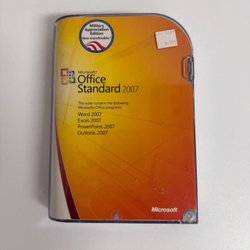 Military
Appreciation
Edition
Non-transferable
Microsoft®
Office
Standard 2007
The suite contains the following
Microsoft Office programs:
Word 2007
Excel 2007
PowerPoint 2007
Outlook 2007
Microsoft